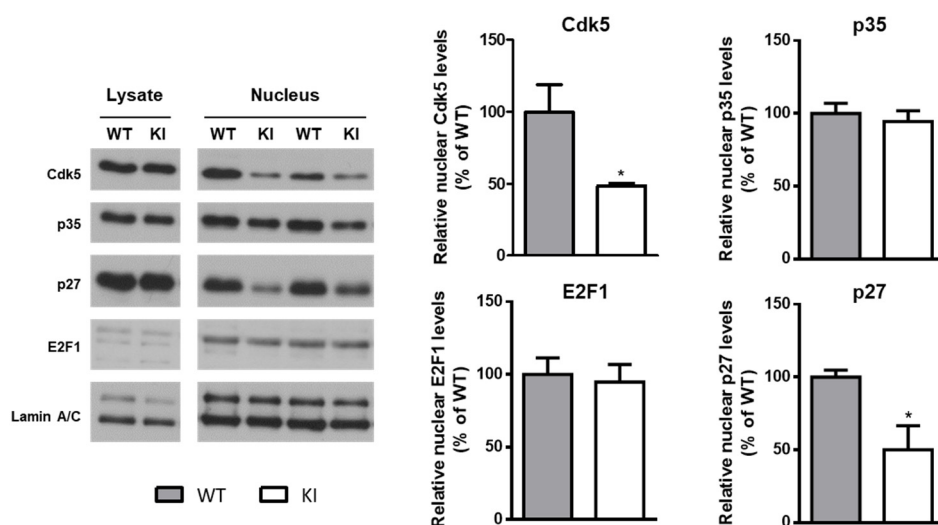 Lysate
Nucleus
WT KI
WT KI WT KI
Cdk5
p35
p27
E2F1
Lamin A/C
WT KI
Cdk5
Relative nuclear Cdk5 levels
(% of WT)
150
100
50
0
*
p35
Relative nuclear p35 levels
(% of WT)
150
100
50
0
E2F1
Relative nuclear E2F1 levels
(% of WT)
150
100
50
0
p27
Relative nuclear p27 levels
(% of WT)
150
100
50
0
*